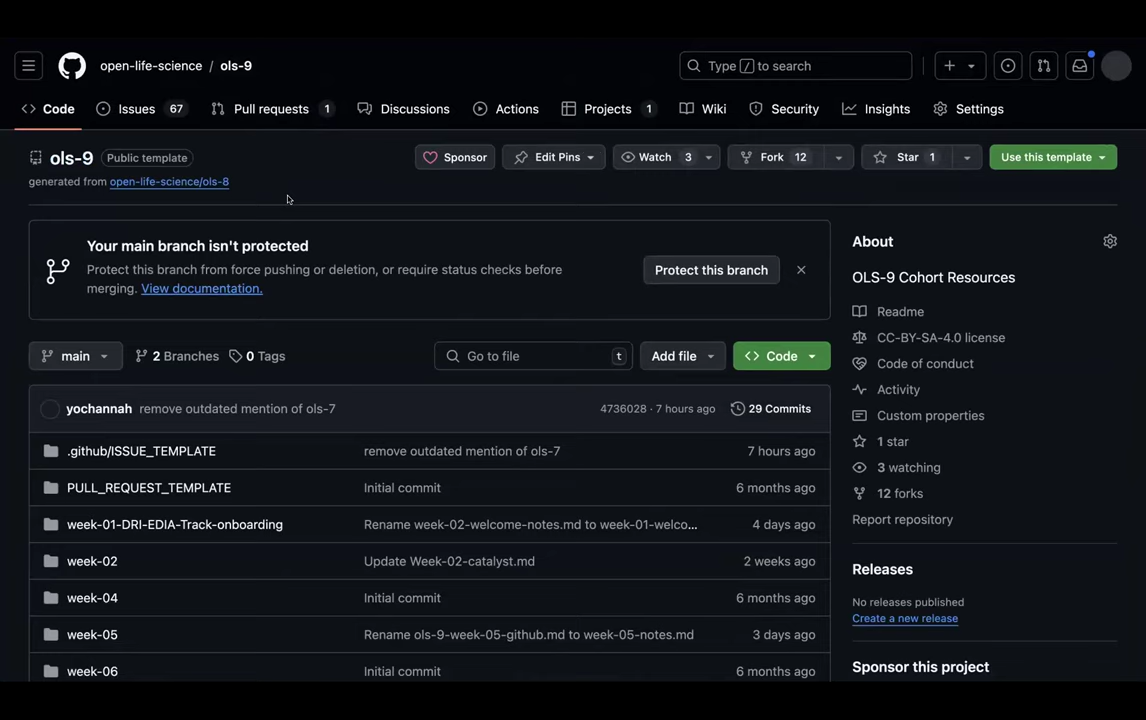 open-life-science / ols-9
Type / to search
Code Issues 67 Pull requests 1 Discussions Actions Projects 1 Wiki Security Insights Settings
ols-9 Public template Sponsor Edit Pins Watch 3 Fork 12 Star 1 Use this template
generated from open-life-science/ols-8
Your main branch isn't protected
Protect this branch from force pushing or deletion, or require status checks before
merging. View documentation.
Protect this branch
main 2 Branches 0 Tags Go to file t Add file Code
yochannah remove outdated mention of ols-7 4736028 · 7 hours ago 29 Commits
.github/ISSUE_TEMPLATE remove outdated mention of ols-7 7 hours ago
PULL_REQUEST_TEMPLATE Initial commit 6 months ago
week-01-DRI-EDIA-Track-onboarding Rename week-02-welcome-notes.md to week-01-welco... 4 days ago
week-02 Update Week-02-catalyst.md 2 weeks ago
week-04 Initial commit 6 months ago
week-05 Rename ols-9-week-05-github.md to week-05-notes.md 3 days ago
week-06 Initial commit 6 months ago
About
OLS-9 Cohort Resources
Readme
CC-BY-SA-4.0 license
Code of conduct
Activity
Custom properties
1 star
3 watching
12 forks
Report repository
Releases
No releases published
Create a new release
Sponsor this project